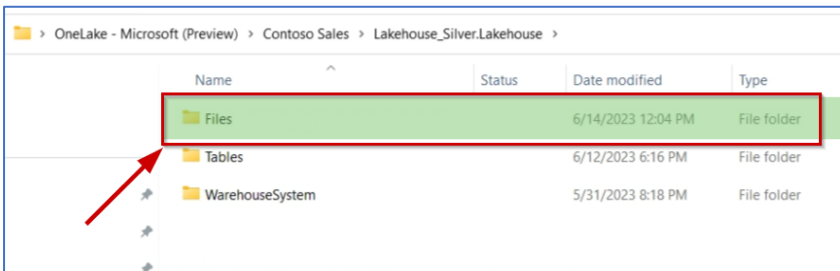 OneLake - Microsoft (Preview) > Contoso Sales > Lakehouse_Silver.Lakehouse >
Name Status Date modified Type
Files 6/14/2023 12:04 PM File folder
Tables 6/12/2023 6:16 PM File folder
WarehouseSystem 5/31/2023 8:18 PM File folder